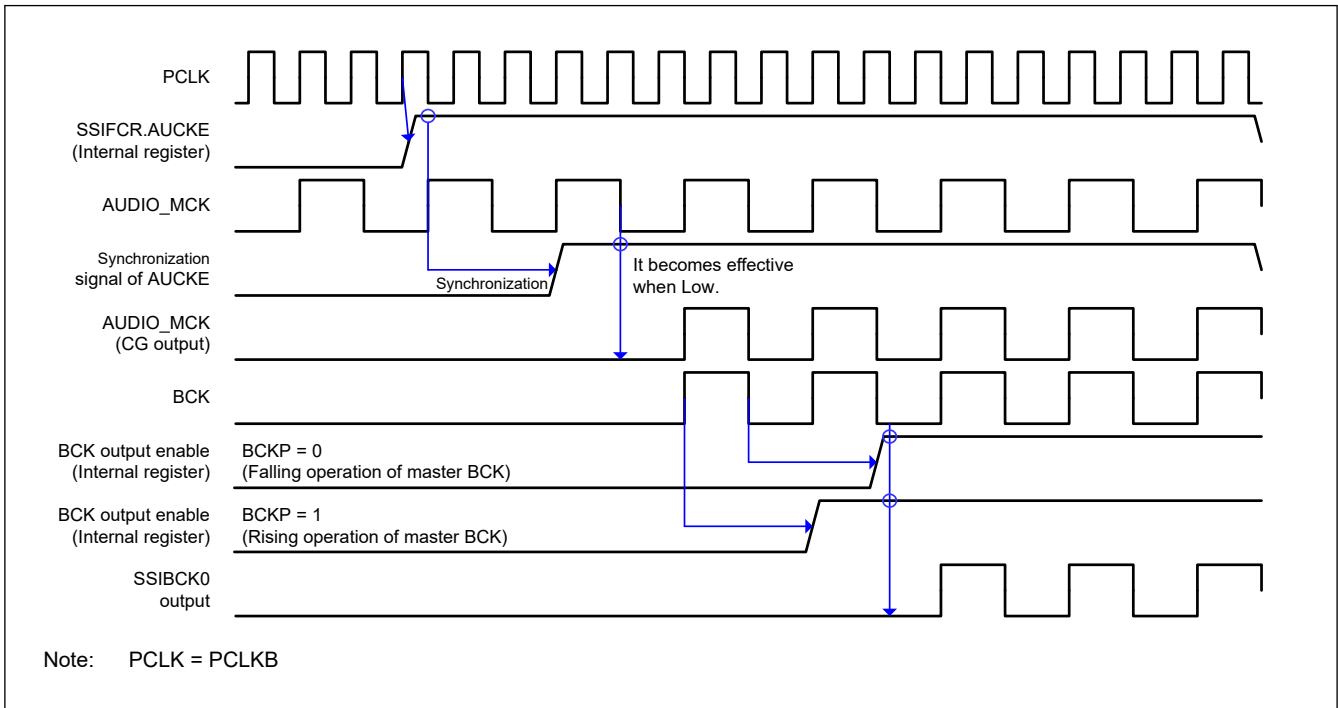 PCLK
SSIFCR.AUCKE
(Internal register)
AUDIO_MCK
Synchronization
signal of AUCKE
Synchronization
It becomes effective
when Low.
AUDIO_MCK
(CG output)
BCK
BCK output enable
(Internal register)
BCKP = 0
(Falling operation of master BCK)
BCK output enable
(Internal register)
BCKP = 1
(Rising operation of master BCK)
SSIBCK0
output
Note: PCLK = PCLKB